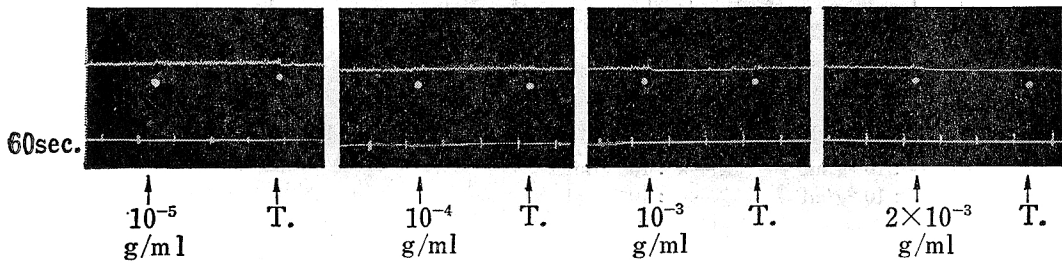 60sec.
10⁻⁵ g/ml
T.
10⁻⁴ g/ml
T.
10⁻³ g/ml
T.
2×10⁻³ g/ml
T.